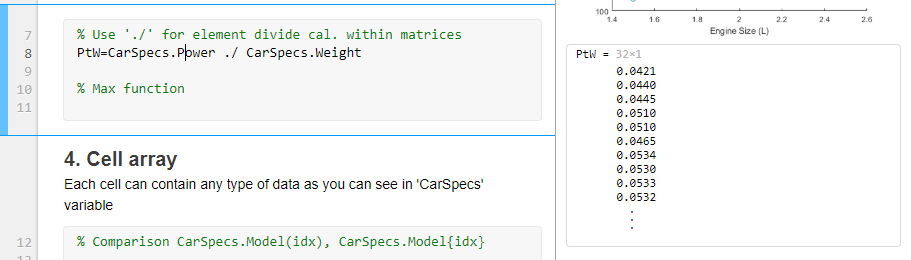 7
% Use './' for element divide cal. within matrices
8
PtW=CarSpecs.Power ./ CarSpecs.Weight
9
10
% Max function
11
4. Cell array
Each cell can contain any type of data as you can see in 'CarSpecs'
variable
12
% Comparison CarSpecs.Model(idx), CarSpecs.Model{idx}
100
1.4 1.6 1.8 2 2.2 2.4 2.6
Engine Size (L)
PtW = 32×1
0.0421
0.0440
0.0445
0.0510
0.0510
0.0465
0.0534
0.0530
0.0533
0.0532